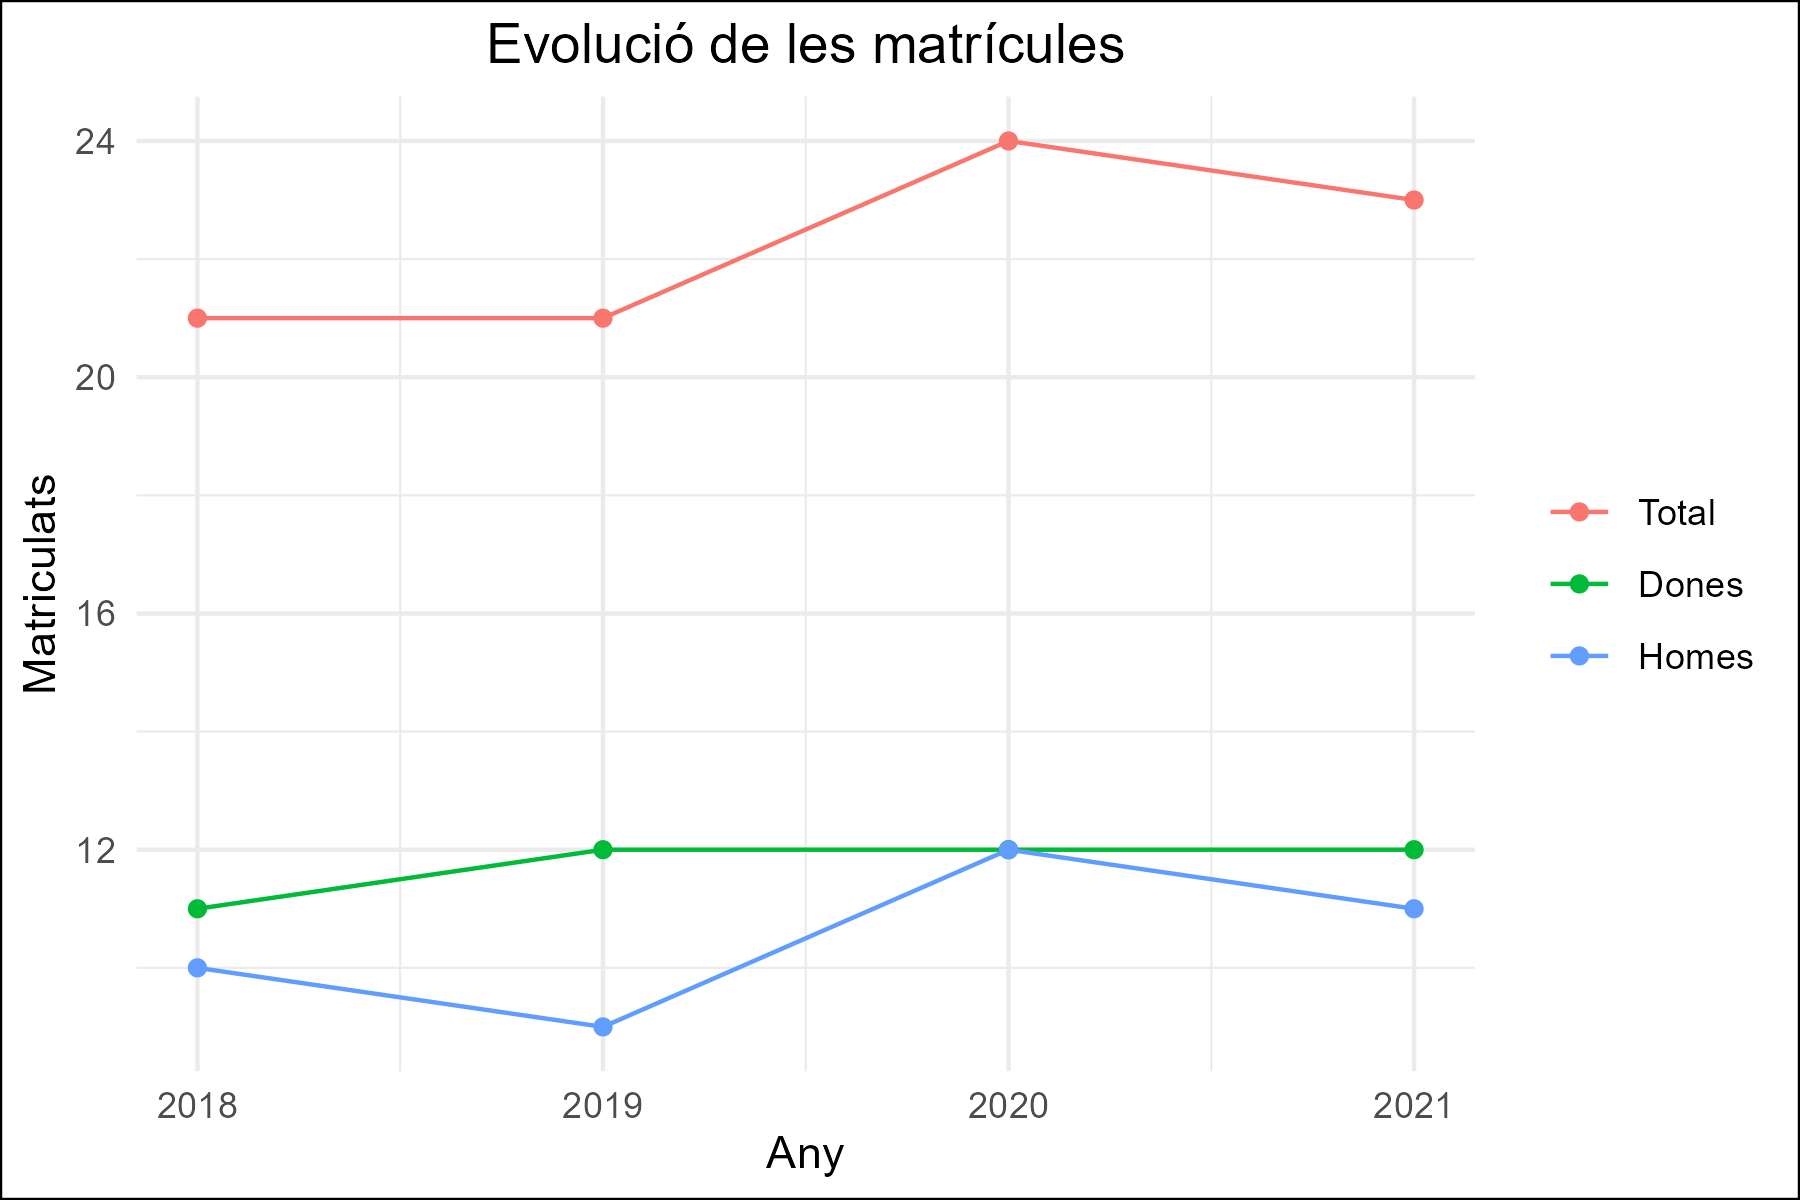 Evolució de les matrícules
24
20
16
12
Matriculats
2018
2019
2020
2021
Any
Total
Dones
Homes